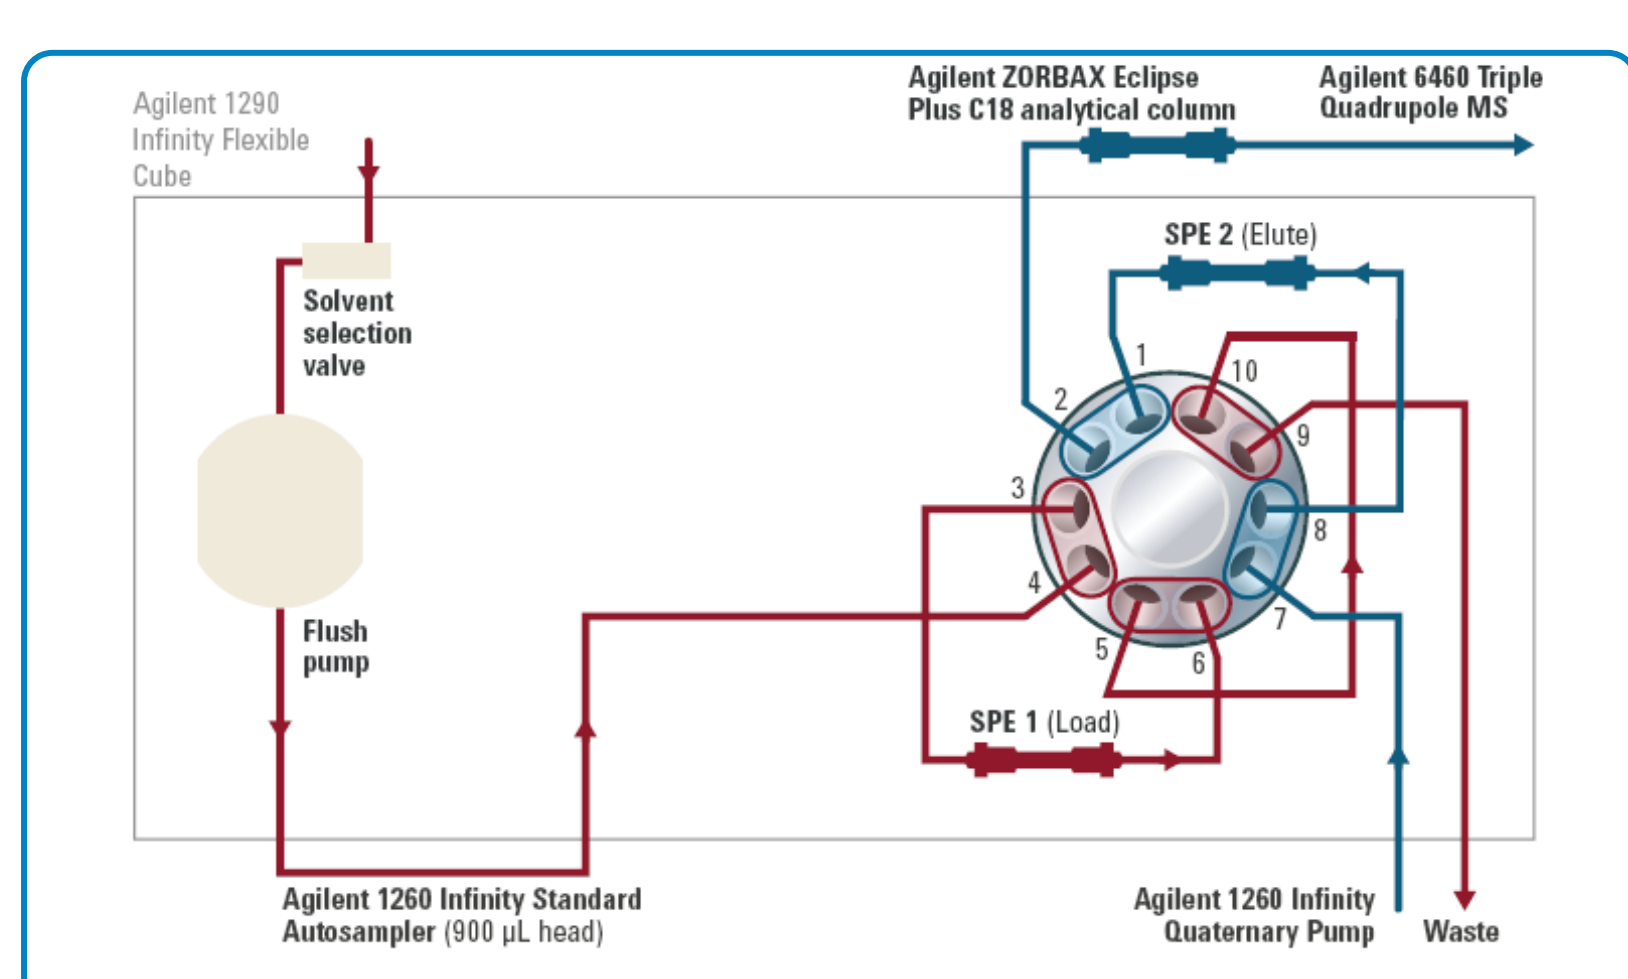 Agilent 1290
Infinity Flexible
Cube
Agilent ZORBAX Eclipse
Plus C18 analytical column
Agilent 6460 Triple
Quadrupole MS
SPE 2 (Elute)
Solvent
selection
valve
1
10
2
9
3
8
4
7
5
6
Flush
pump
SPE 1 (Load)
Agilent 1260 Infinity Standard
Autosampler (900 µL head)
Agilent 1260 Infinity
Quaternary Pump
Waste